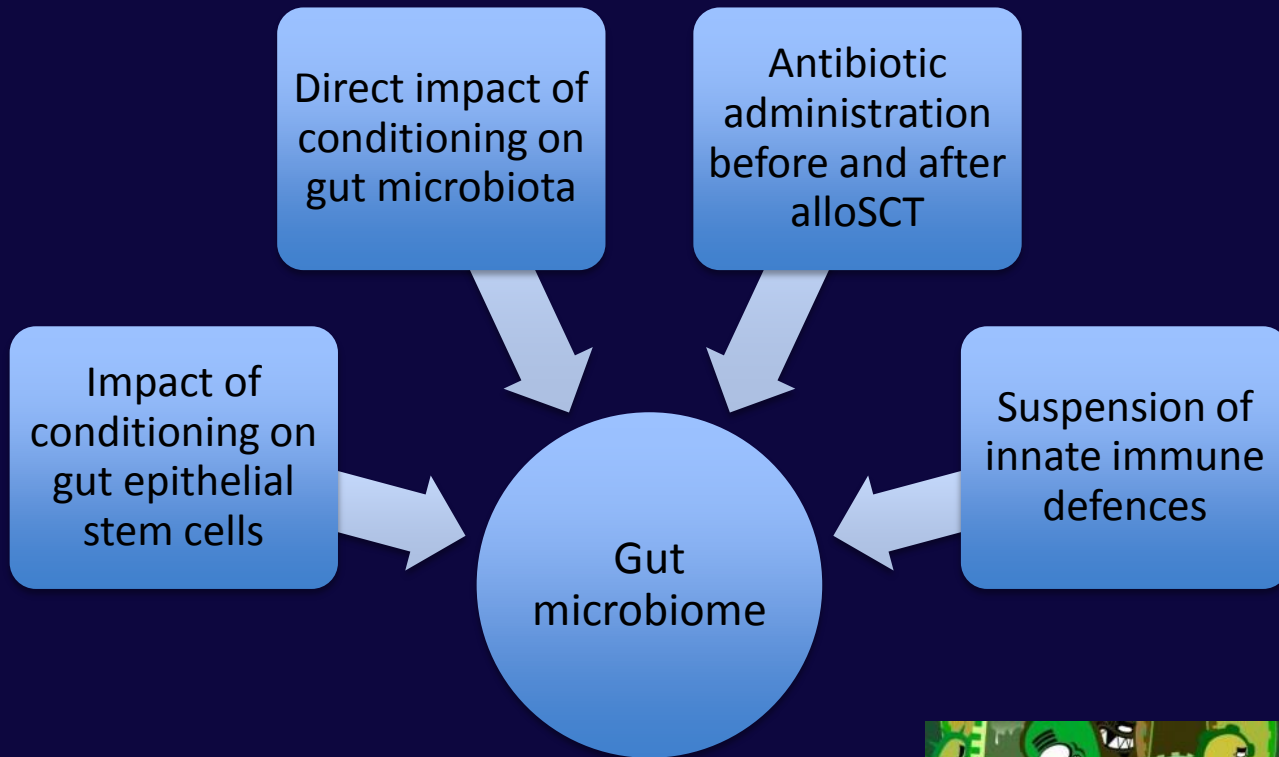 Direct impact of
conditioning on
gut microbiota
Antibiotic
administration
before and after
alloSCT
Impact of
conditioning on
gut epithelial
stem cells
Suspension of
innate immune
defences
Gut
microbiome